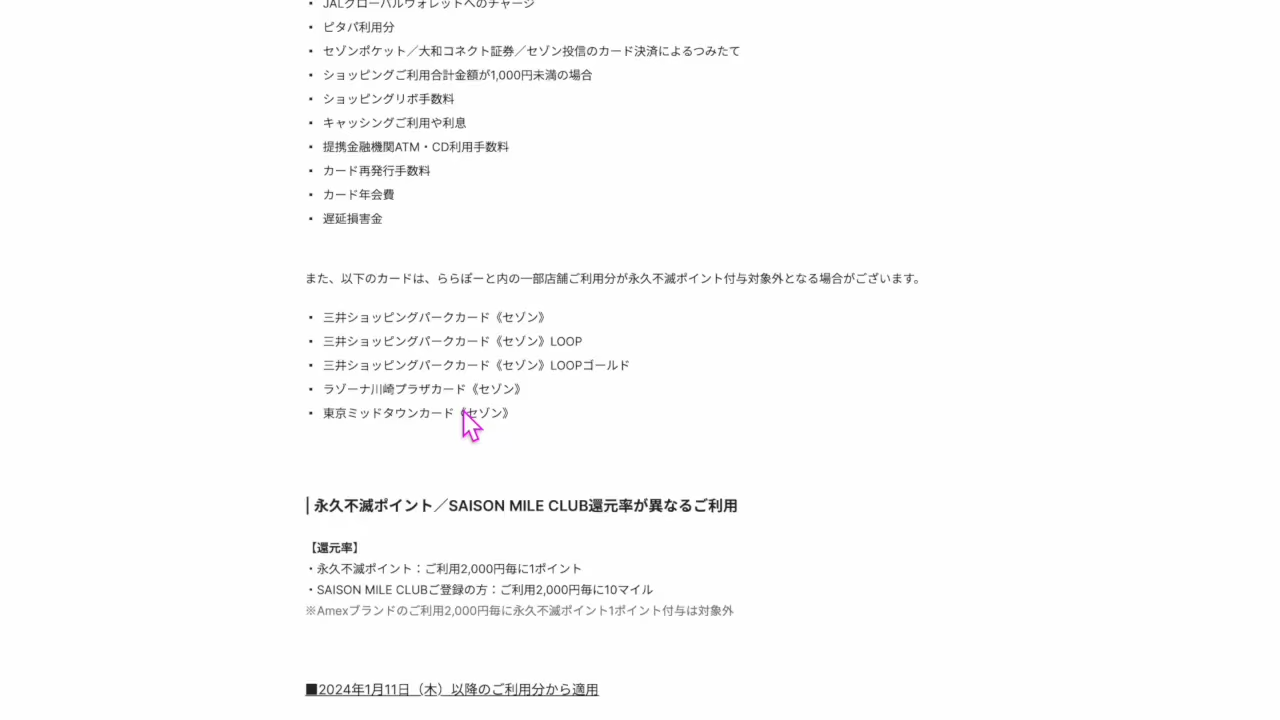 ▪ JALグローバルウォレットへのチャージ
▪ ピタパ利用分
▪ セゾンポケット／大和コネクト証券／セゾン投信のカード決済によるつみたて
▪ ショッピングご利用合計金額が1,000円未満の場合
▪ ショッピングリボ手数料
▪ キャッシングご利用や利息
▪ 提携金融機関ATM・CD利用手数料
▪ カード再発行手数料
▪ カード年会費
▪ 遅延損害金
また、以下のカードは、ららぽーと内の一部店舗ご利用分が永久不滅ポイント付与対象外となる場合がございます。
▪ 三井ショッピングパークカード《セゾン》
▪ 三井ショッピングパークカード《セゾン》LOOP
▪ 三井ショッピングパークカード《セゾン》LOOPゴールド
▪ ラゾーナ川崎プラザカード《セゾン》
▪ 東京ミッドタウンカード《セゾン》
| 永久不滅ポイント／SAISON MILE CLUB還元率が異なるご利用
【還元率】
・永久不滅ポイント：ご利用2,000円毎に1ポイント
・SAISON MILE CLUBご登録の方：ご利用2,000円毎に10マイル
※Amexブランドのご利用2,000円毎に永久不滅ポイント1ポイント付与は対象外
■2024年1月11日（木）以降のご利用分から適用